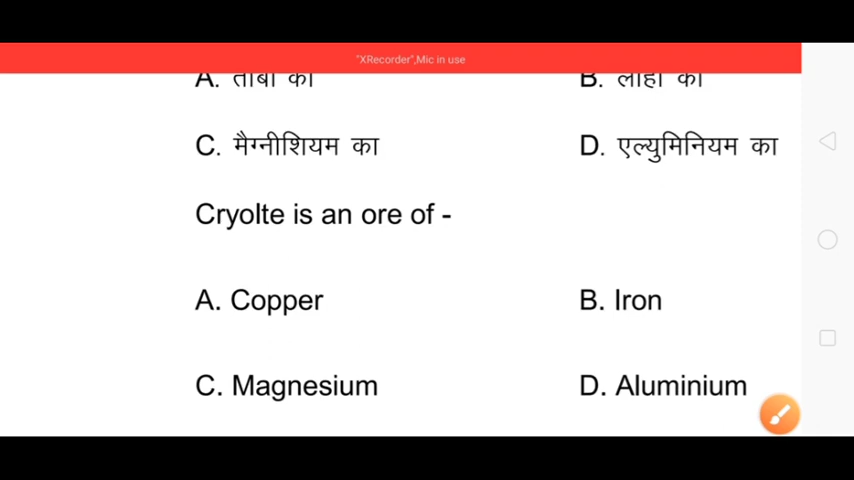 "XRecorder",Mic in use
A. तांबा का B. लोहा का
C. मैग्नीशियम का D. एल्युमिनियम का
Cryolte is an ore of -
A. Copper B. Iron
C. Magnesium D. Aluminium